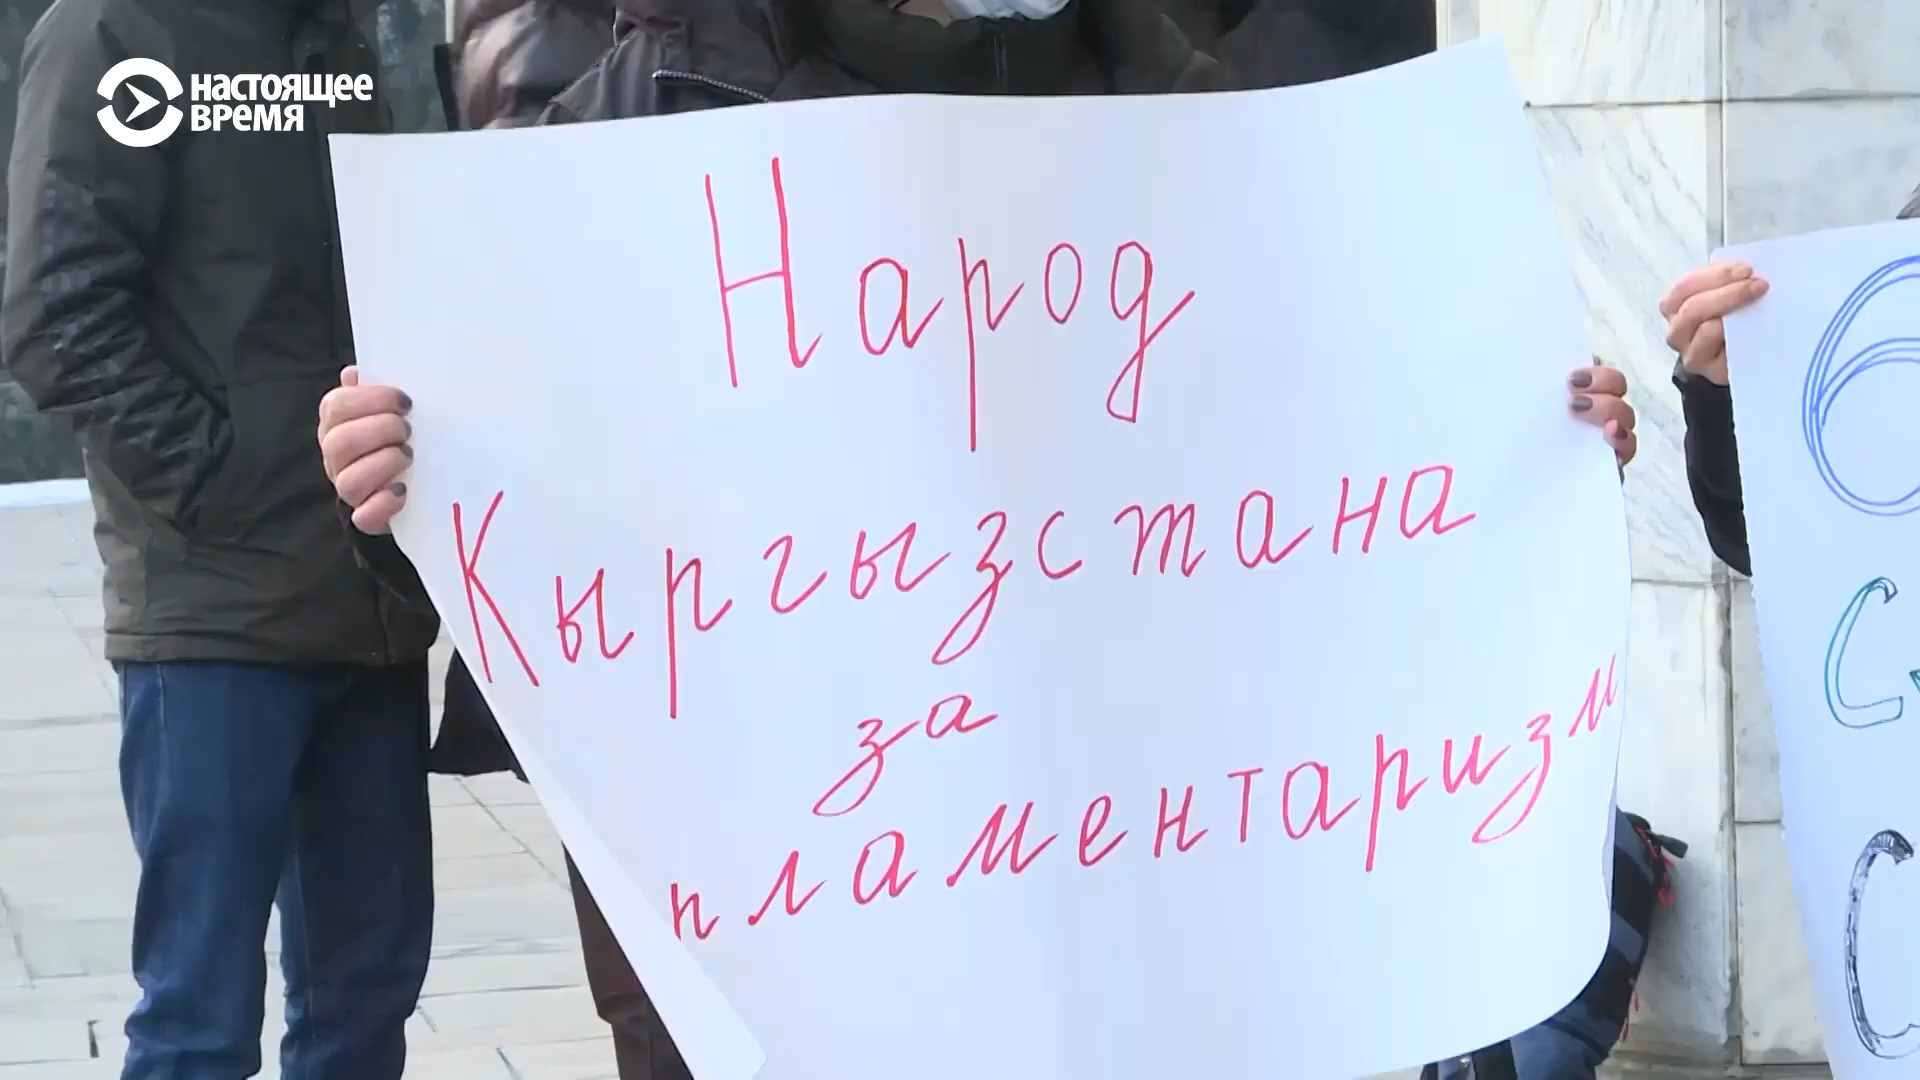 НАСТОЯЩЕЕ
ВРЕМЯ
Народ
Кыргызстана
за
пламентаризм